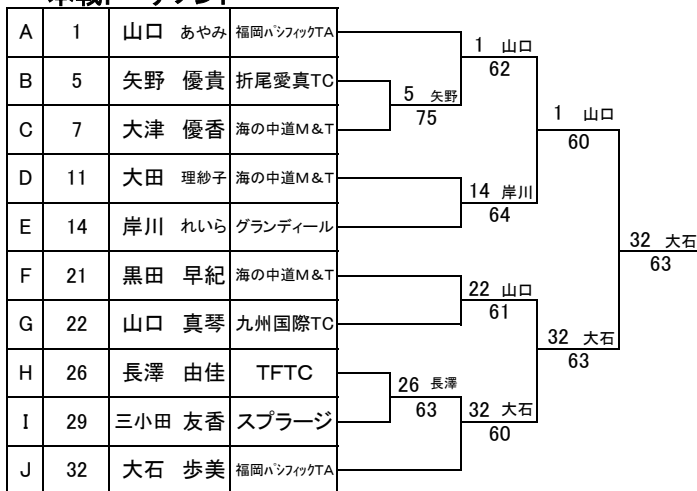 A 1 山口 あやみ 福岡パシフィックTA
B 5 矢野 優貴 折尾愛真TC
C 7 大津 優香 海の中道M&T
D 11 大田 理紗子 海の中道M&T
E 14 岸川 れいら グランディール
F 21 黒田 早紀 海の中道M&T
G 22 山口 真琴 九州国際TC
H 26 長澤 由佳 TFTC
I 29 三小田 友香 スプラージ
J 32 大石 歩美 福岡パシフィックTA
5 矢野
75
26 長澤
63
1 山口
62
14 岸川
64
22 山口
61
32 大石
60
1 山口
60
32 大石
63
32 大石
63